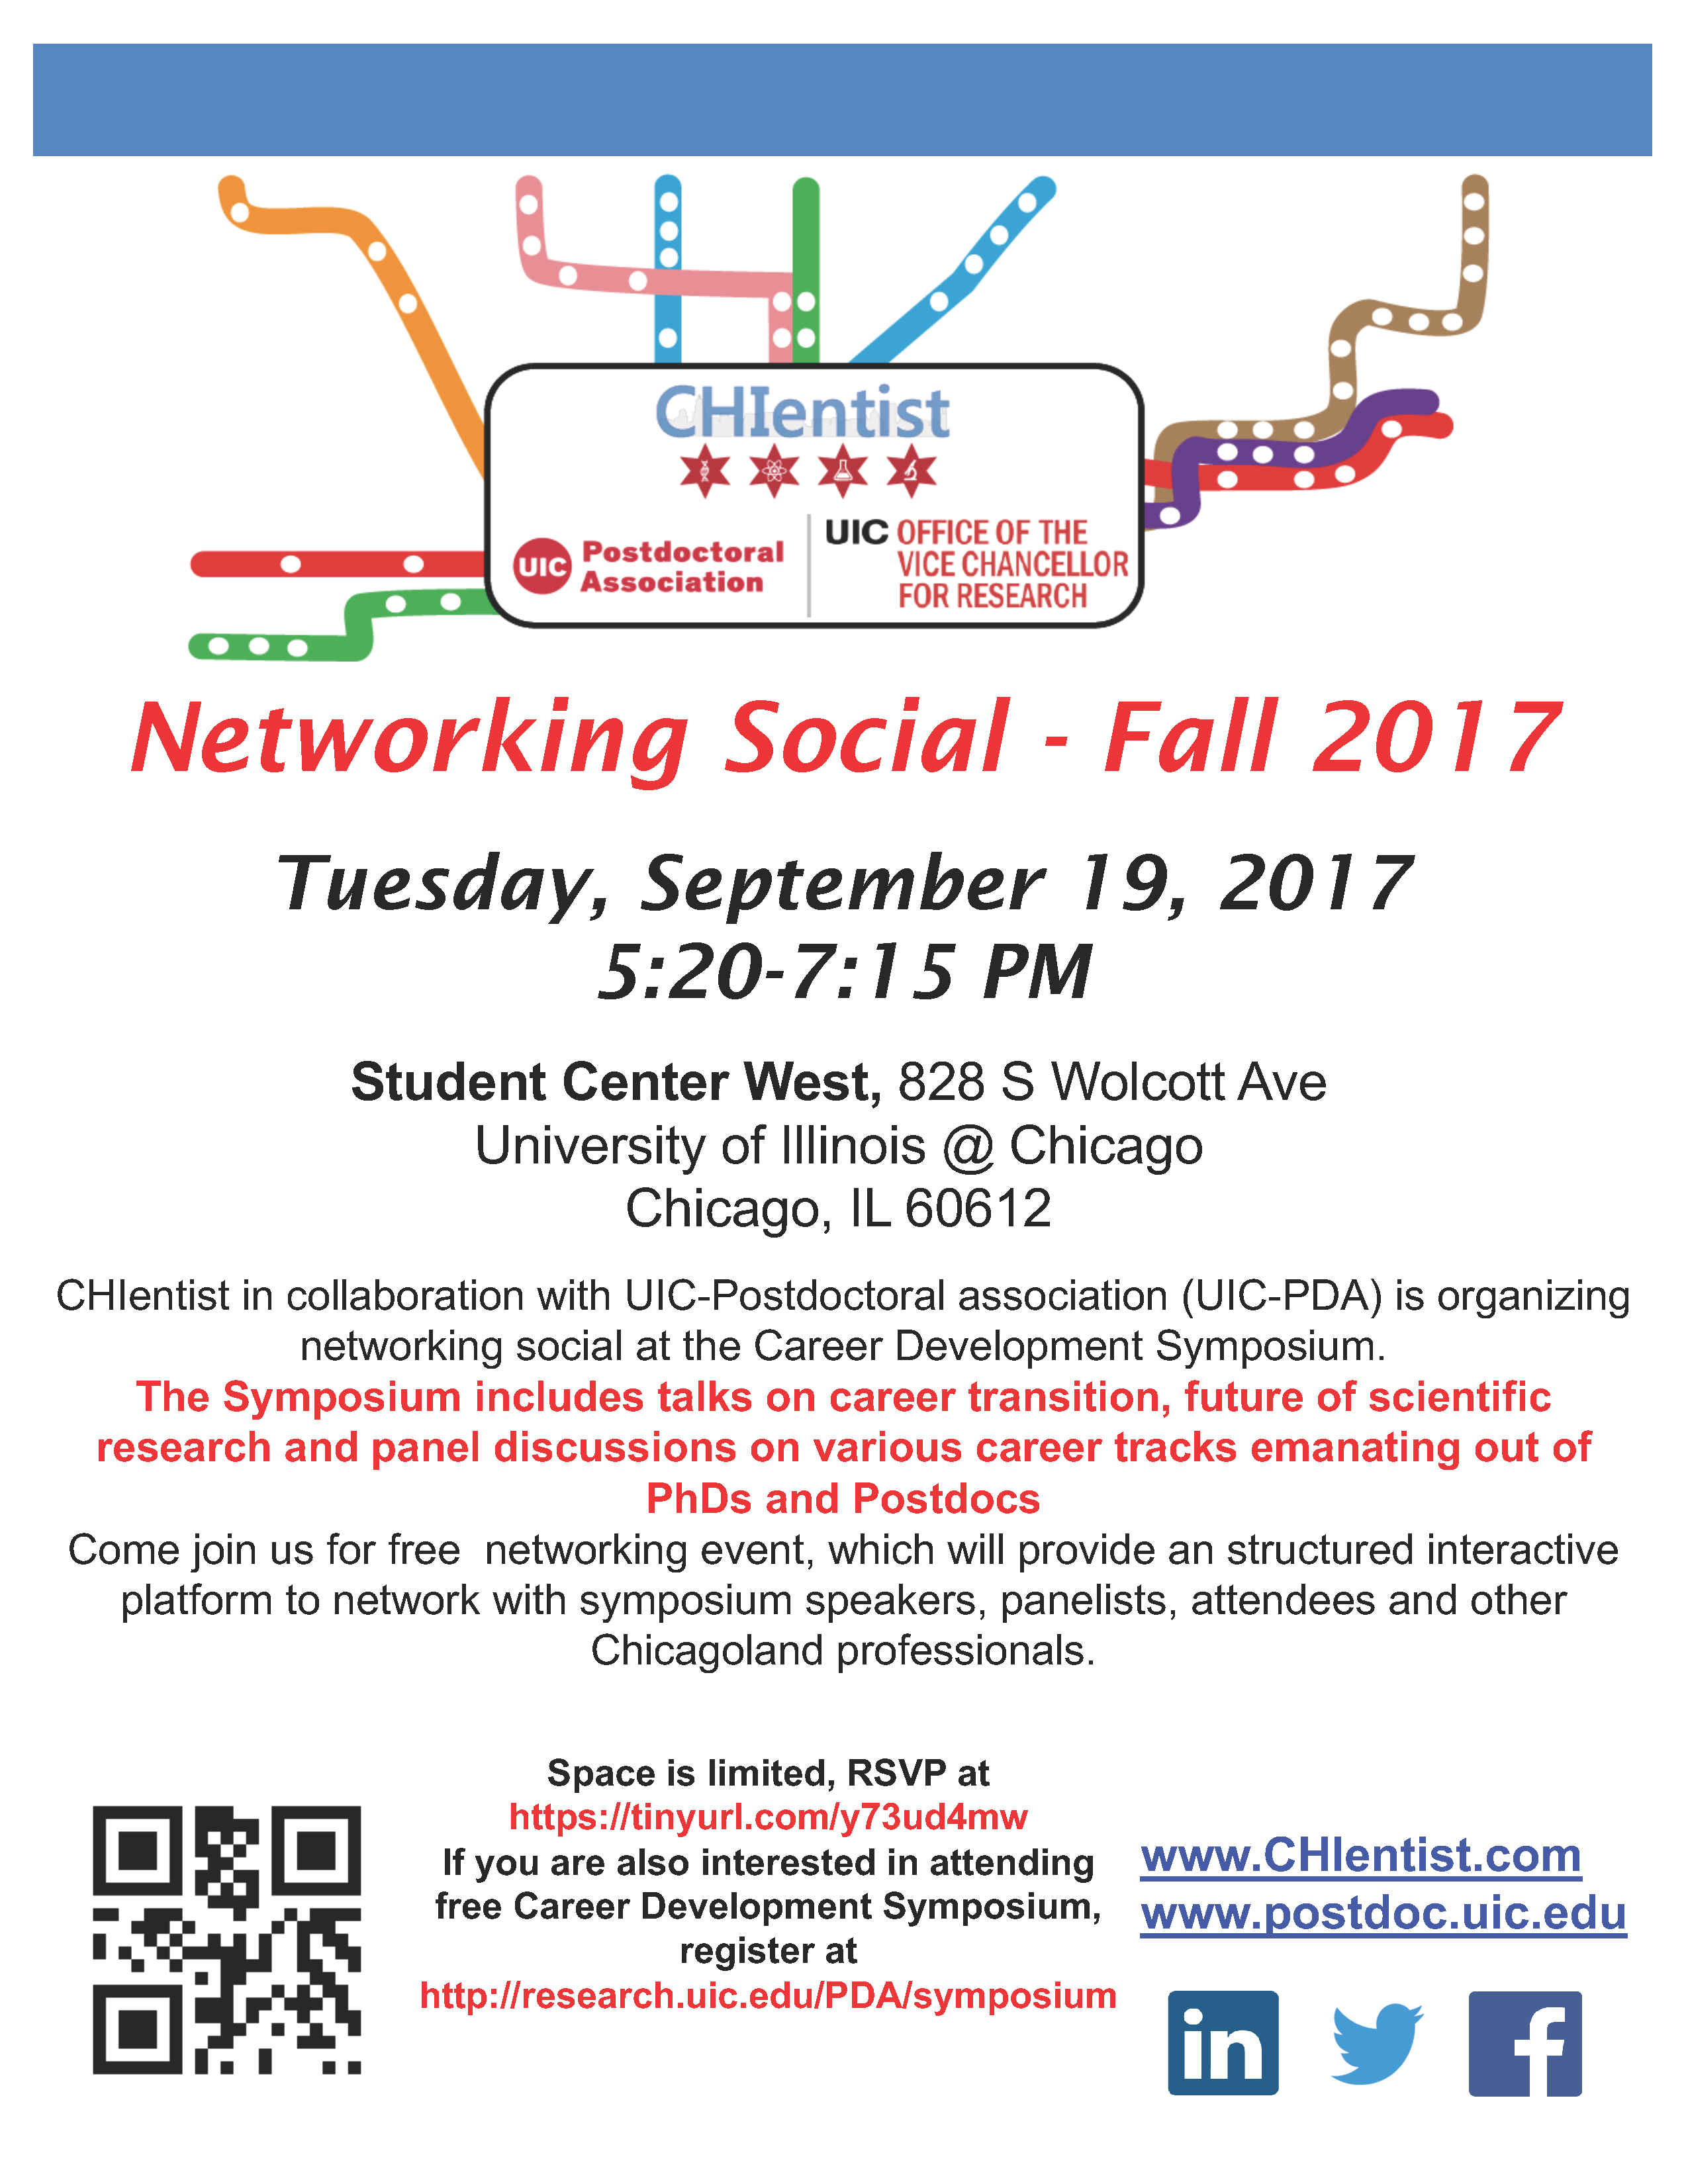 CHIentist
UIC Postdoctoral
Association
UIC OFFICE OF THE
VICE CHANCELLOR
FOR RESEARCH
Networking Social - Fall 2017
Tuesday, September 19, 2017
5:20-7:15 PM
Student Center West, 828 S Wolcott Ave
University of Illinois @ Chicago
Chicago, IL 60612
CHIentist in collaboration with UIC-Postdoctoral association (UIC-PDA) is organizing
networking social at the Career Development Symposium.
The Symposium includes talks on career transition, future of scientific
research and panel discussions on various career tracks emanating out of
PhDs and Postdocs
Come join us for free  networking event, which will provide an structured interactive
platform to network with symposium speakers, panelists, attendees and other
Chicagoland professionals.
Space is limited, RSVP at
https://tinyurl.com/y73ud4mw
If you are also interested in attending
free Career Development Symposium,
register at
http://research.uic.edu/PDA/symposium
www.CHIentist.com
www.postdoc.uic.edu
in
f